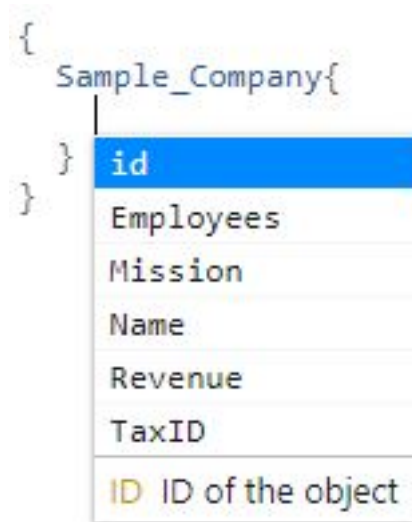 {
Sample_Company{
}
id
}
Employees
Mission
Name
Revenue
TaxID
ID ID of the object